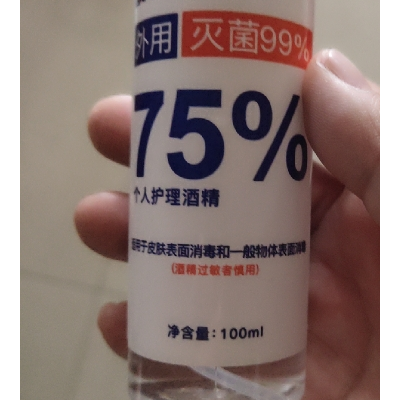 外用 灭菌99%
75%
个人护理酒精
适用于皮肤表面消毒和一般物体表面消毒
(酒精过敏者慎用)
净含量：100ml